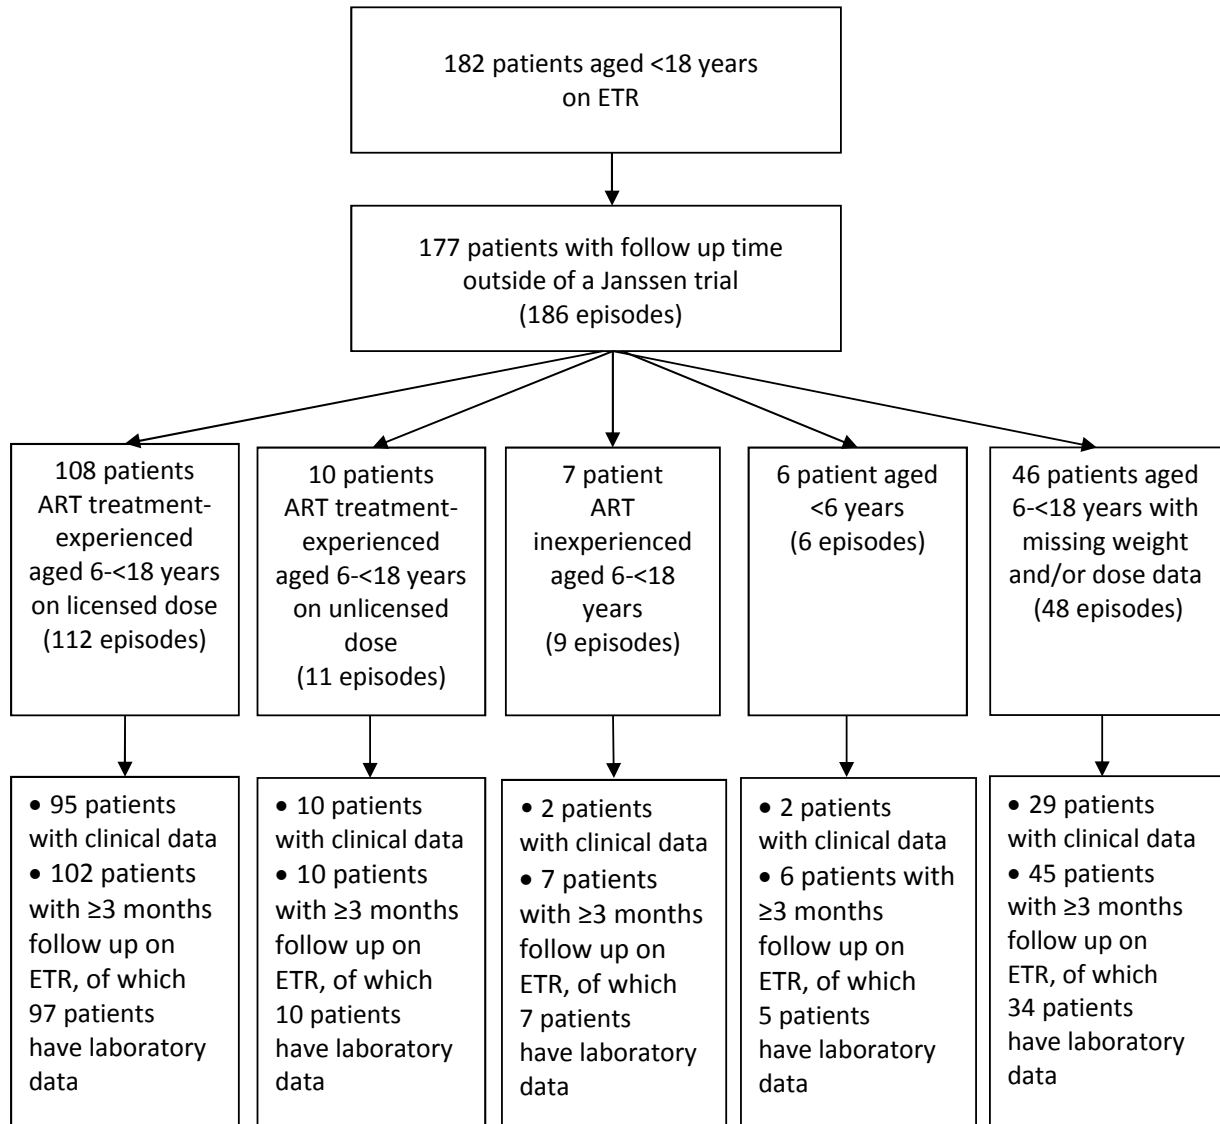 182 patients aged <18 years
on ETR
177 patients with follow up time
outside of a Janssen trial
(186 episodes)
108 patients
ART treatment-
experienced
aged 6-<18 years
on licensed dose
(112 episodes)
10 patients
ART treatment-
experienced
aged 6-<18 years
on unlicensed
dose
(11 episodes)
7 patient
ART
inexperienced
aged 6-<18
years
(9 episodes)
6 patient aged
<6 years
(6 episodes)
46 patients aged
6-<18 years with
missing weight
and/or dose data
(48 episodes)
• 95 patients
with clinical data
• 102 patients
with ≥3 months
follow up on
ETR, of which
97 patients
have laboratory
data
• 10 patients
with clinical data
• 10 patients
with ≥3 months
follow up on
ETR, of which
10 patients
have laboratory
data
• 2 patients
with clinical data
• 7 patients
with ≥3 months
follow up on
ETR, of which
7 patients
have laboratory
data
• 2 patients
with clinical data
• 6 patients with
≥3 months
follow up on
ETR, of which
5 patients
have laboratory
data
• 29 patients
with clinical data
• 45 patients
with ≥3 months
follow up on
ETR, of which
34 patients
have laboratory
data